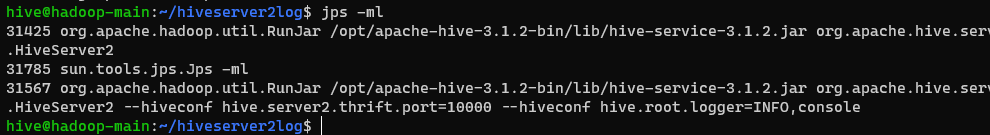 hive@hadoop-main:~/hiveserver2log$ jps -ml
31425 org.apache.hadoop.util.RunJar /opt/apache-hive-3.1.2-bin/lib/hive-service-3.1.2.jar org.apache.hive.serv
.HiveServer2
31785 sun.tools.jps.Jps -ml
31567 org.apache.hadoop.util.RunJar /opt/apache-hive-3.1.2-bin/lib/hive-service-3.1.2.jar org.apache.hive.serv
.HiveServer2 --hiveconf hive.server2.thrift.port=10000 --hiveconf hive.root.logger=INFO,console
hive@hadoop-main:~/hiveserver2log$